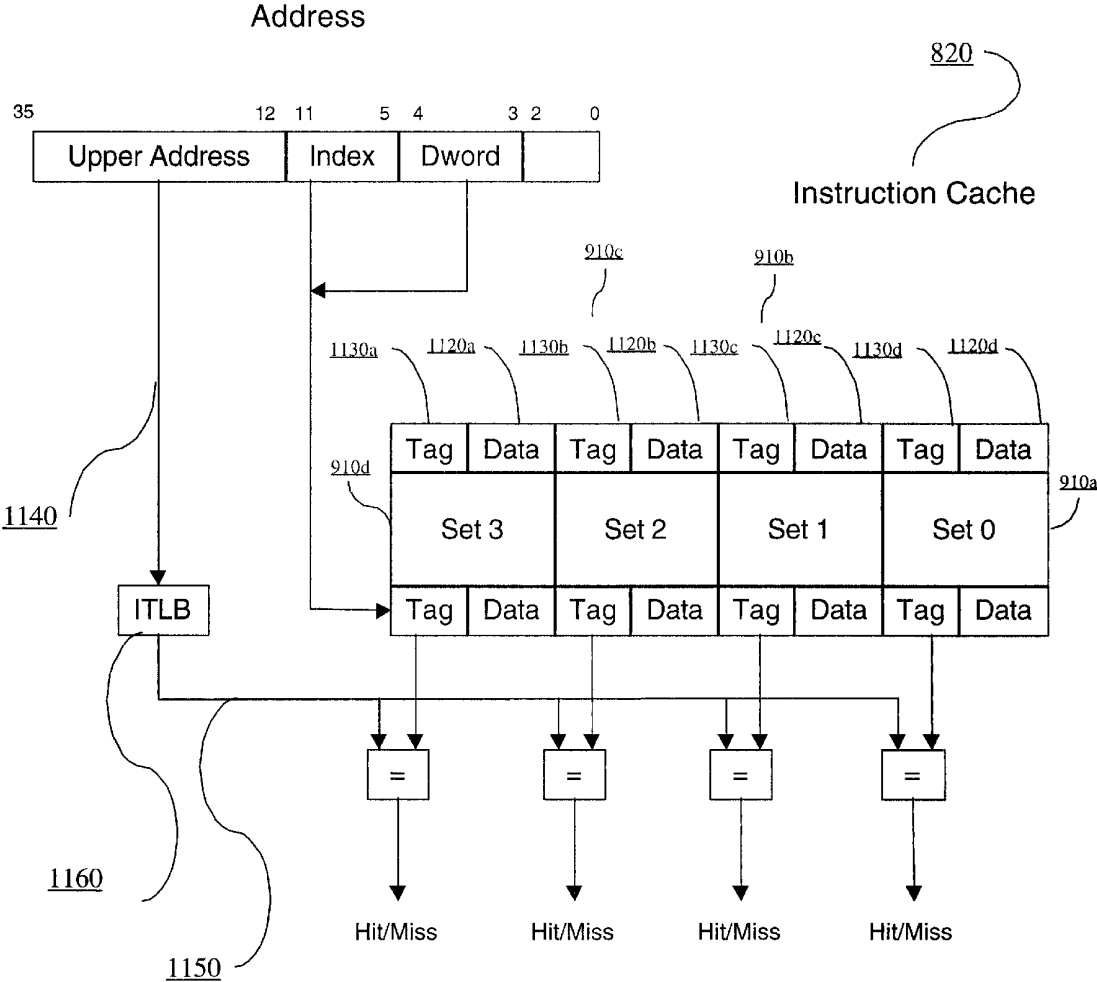 Address
820
35 12 11 5 4 3 2 0
Upper Address Index Dword
Instruction Cache
910c 910b
1130a 1120a 1130b 1120b 1130c 1120c 1130d 1120d
Tag Data Tag Data Tag Data Tag Data
910d 910a
1140
Set 3 Set 2 Set 1 Set 0
ITLB Tag Data Tag Data Tag Data Tag Data
= = = =
1160
Hit/Miss Hit/Miss Hit/Miss Hit/Miss
1150